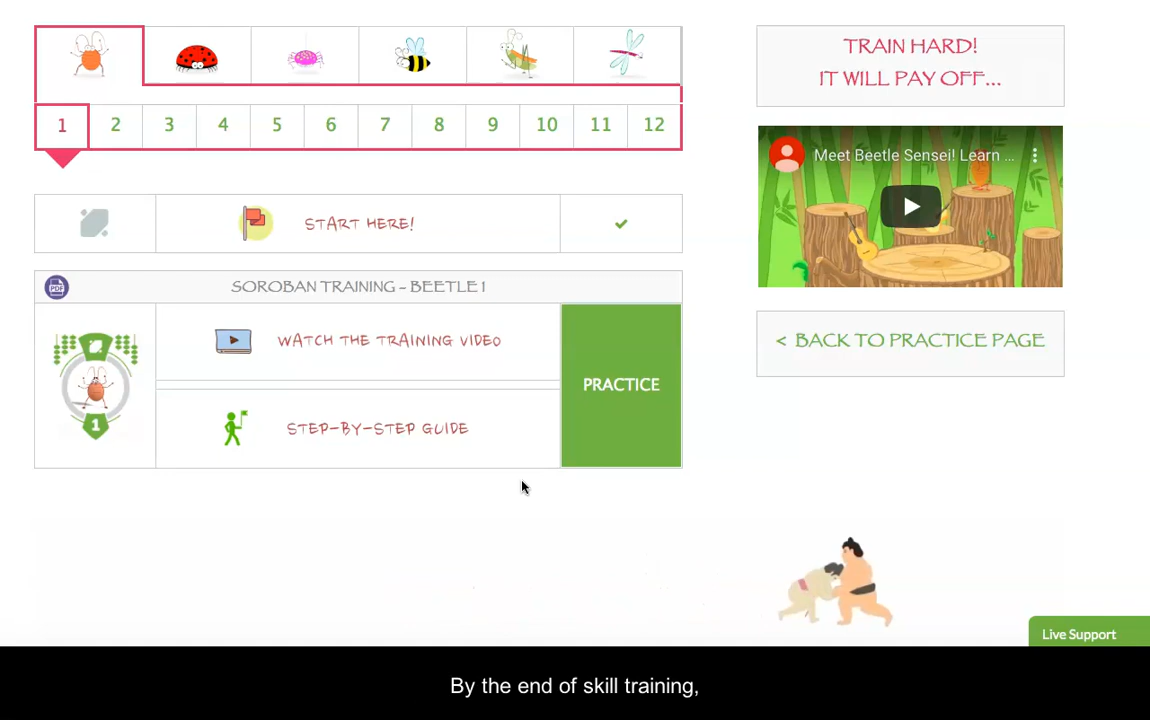 1 2 3 4 5 6 7 8 9 10 11 12
START HERE!
PDF
SOROBAN TRAINING - BEETLE 1
WATCH THE TRAINING VIDEO
PRACTICE
1
STEP-BY-STEP GUIDE
TRAIN HARD!
IT WILL PAY OFF...
Meet Beetle Sensei! Learn ...
< BACK TO PRACTICE PAGE
Live Support
By the end of skill training,